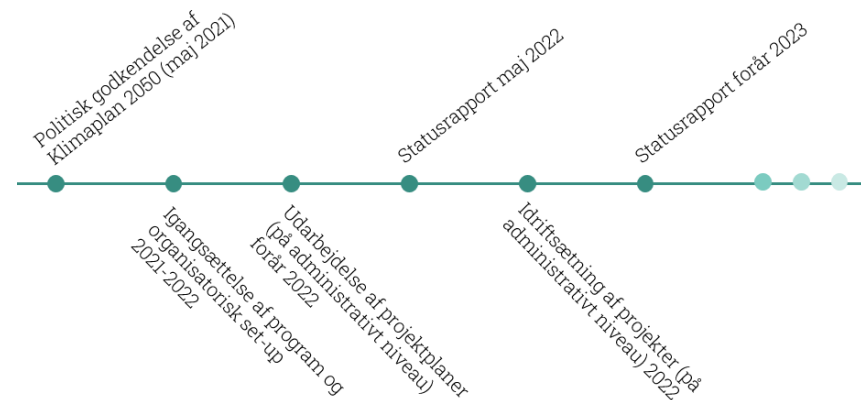 Politisk godkendelse af
Klimaplan 2050 (maj 2021)
Igangsættelse af program og
organisatorisk set-up
2021-2022
Udarbejdelse af projektplaner
(på administrativt niveau)
forår 2022
Statusrapport maj 2022
Idriftsætning af projekter (på
administrativt niveau) 2022
Statusrapport forår 2023